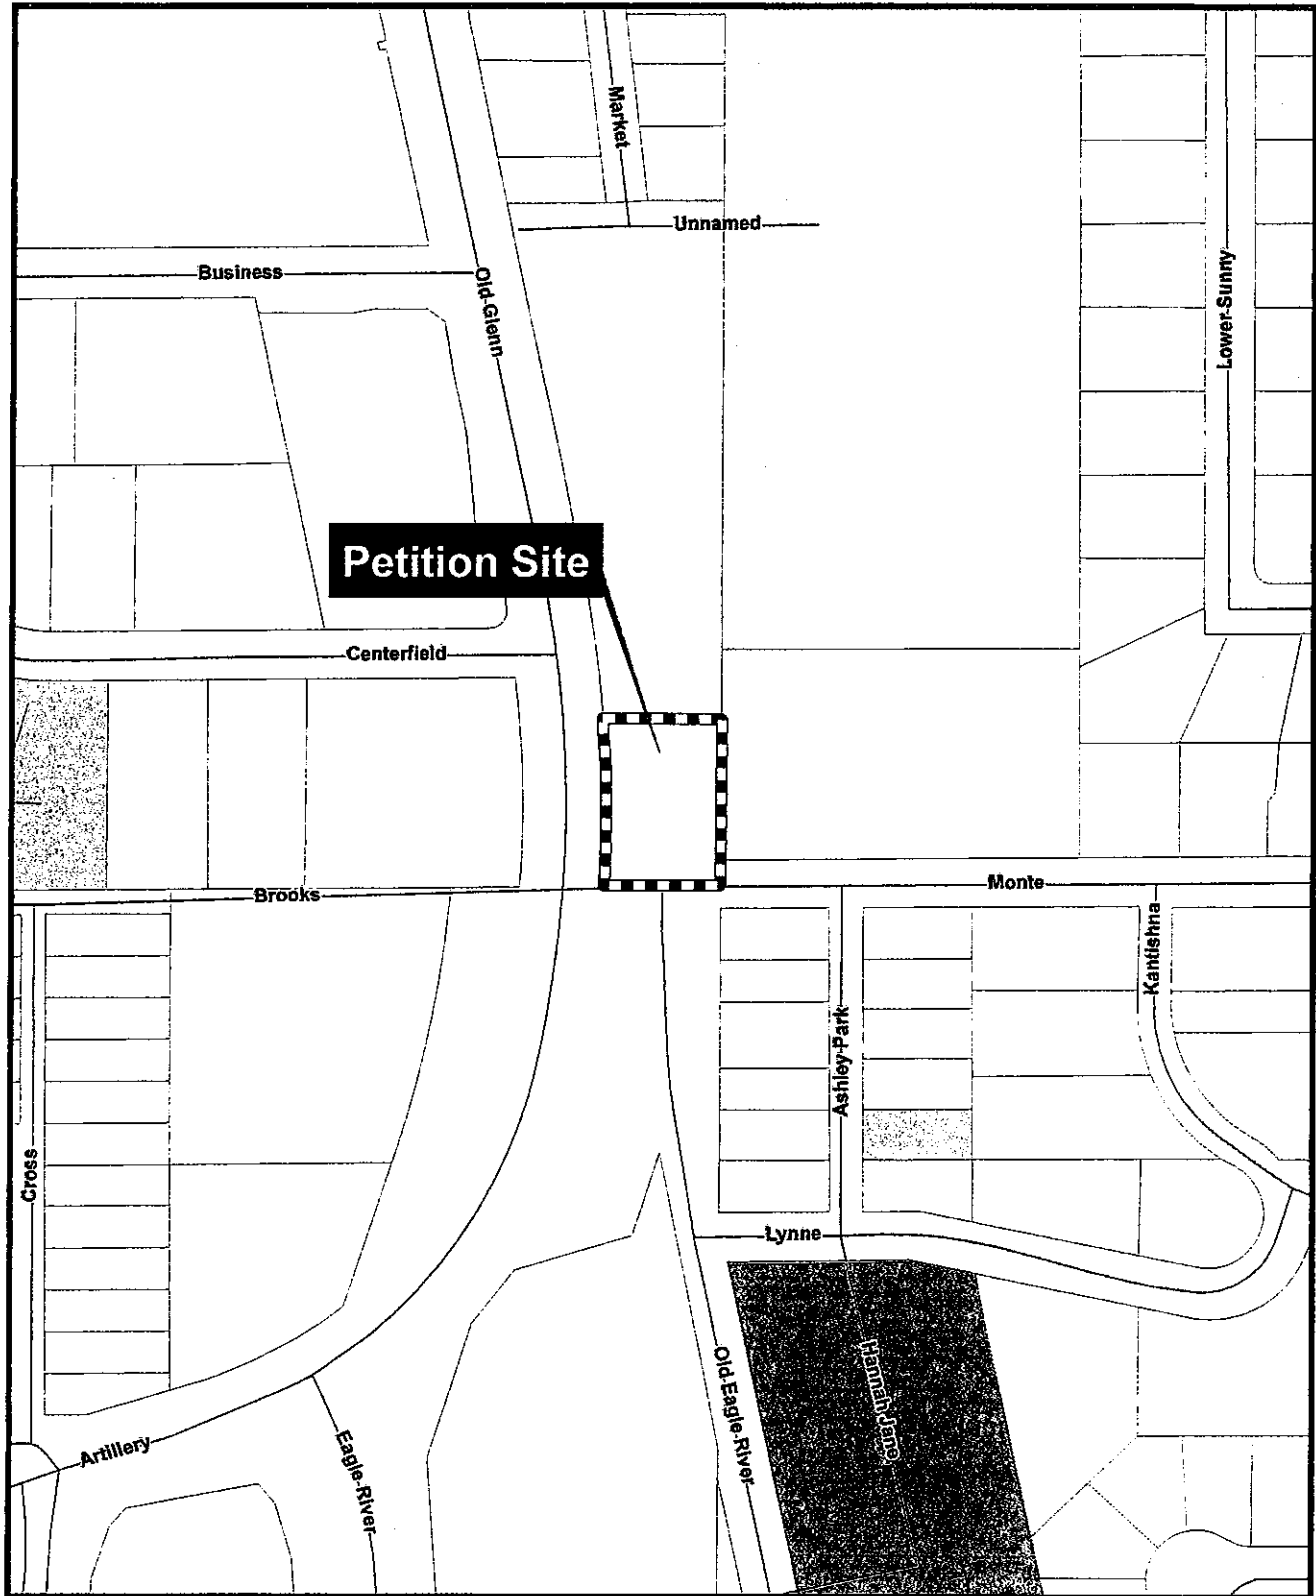 Market
Unnamed
Business
Old Glenn
Lower Sunny
Petition Site
Centerfield
Brooks
Monte
Kantishna
Ashley Park
Cross
Lynne
Hannah Jane
Old Eagle River
Artillery
Eagle River